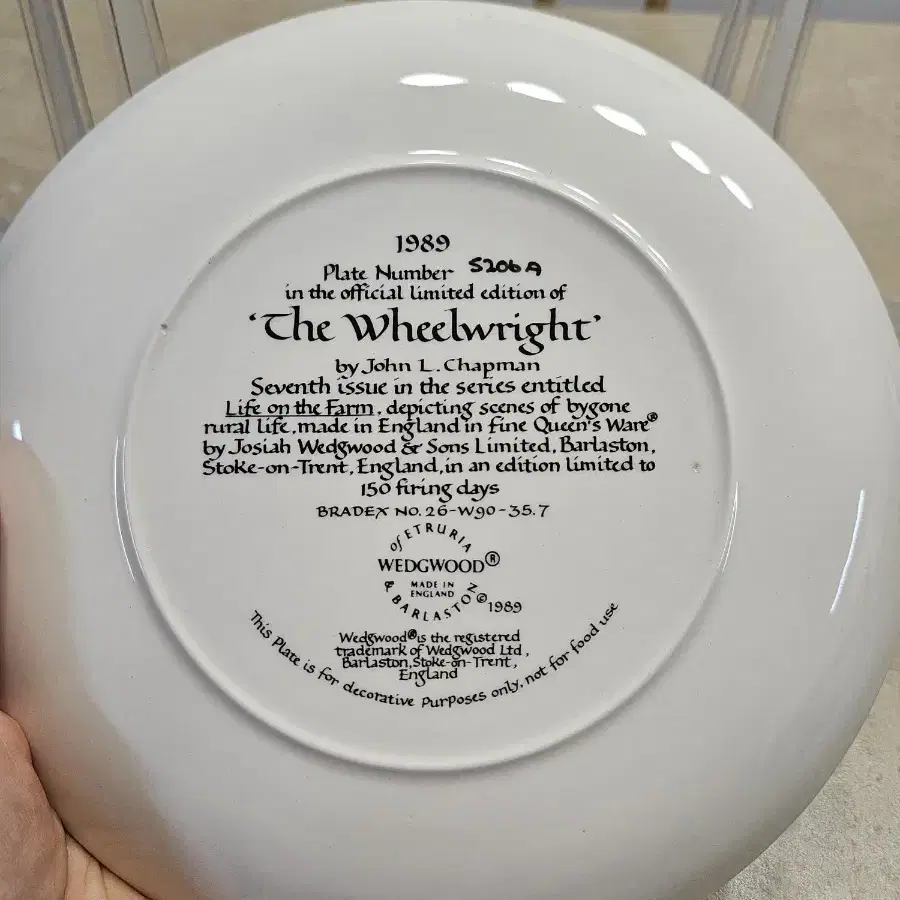 1989
Plate Number 5206A
in the official limited edition of
'The Wheelwright'
by John L. Chapman
Seventh issue in the series entitled
Life on the Farm, depicting scenes of bygone
rural life, made in England in fine Queen's Ware®
by Josiah Wedgwood & Sons Limited, Barlaston,
Stoke-on-Trent, England, in an edition limited to
150 firing days
BRADEX NO. 26-W90-35.7
of ETRURIA
WEDGWOOD®
MADE IN
ENGLAND
& BARLASTON
© 1989
Wedgwood® is the registered
trademark of Wedgwood Ltd,
Barlaston, Stoke-on-Trent,
England
This Plate is for decorative Purposes only, not for food use